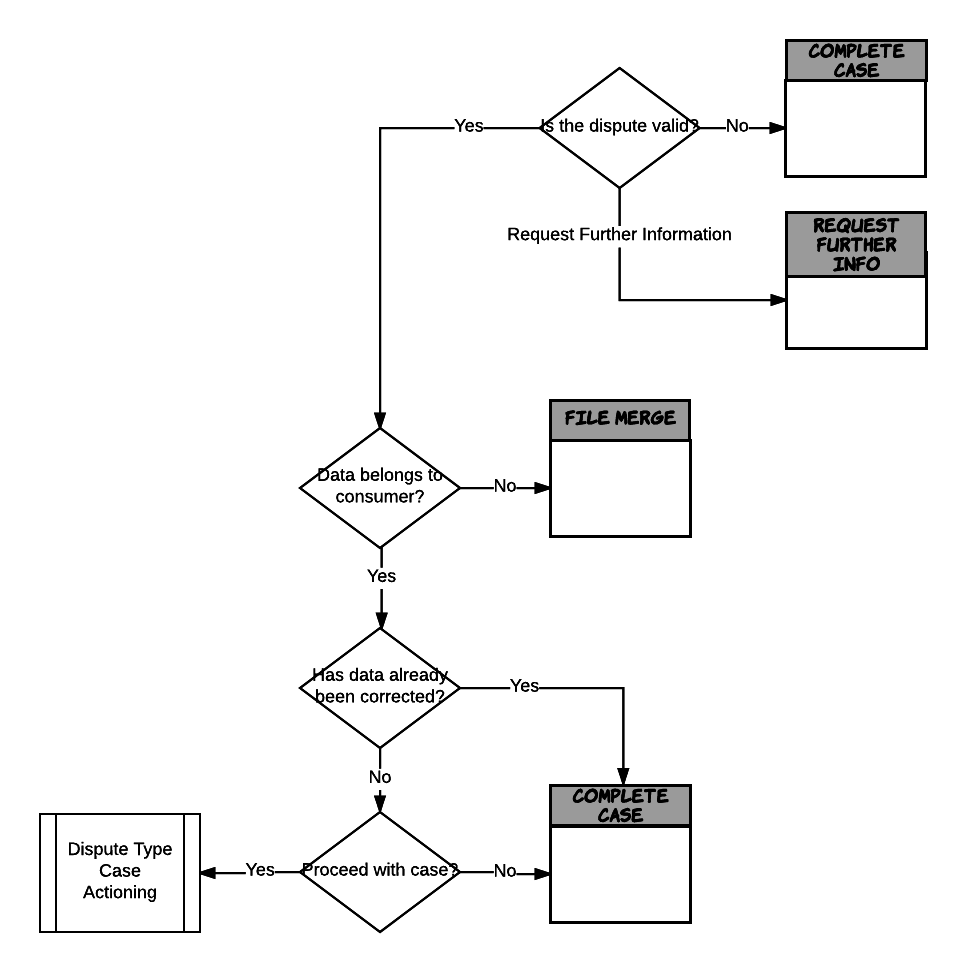 COMPLETE
CASE
Yes
Is the dispute valid?
No
REQUEST
FURTHER
INFO
Request Further Information
FILE MERGE
Data belongs to
consumer?
No
Yes
Has data already
been corrected?
Yes
No
COMPLETE
CASE
Dispute Type
Case
Actioning
Yes
Proceed with case?
No